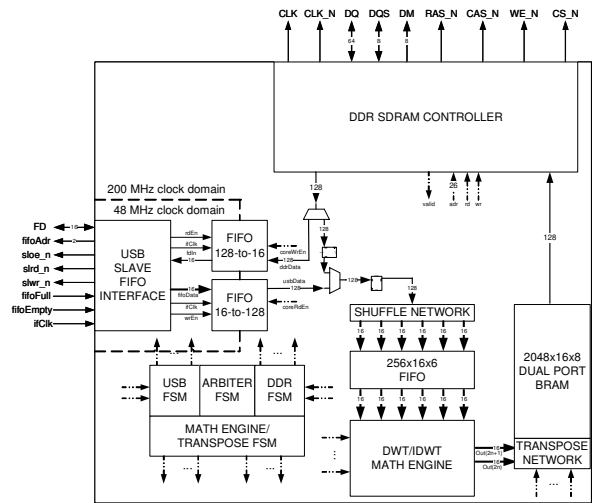 CLK CLK_N DQ DQS DM RAS_N CAS_N WE_N CS_N
64 8 8
DDR SDRAM CONTROLLER
128
26
valid adr rd wr
200 MHz clock domain
48 MHz clock domain
128
128
FD 16
fifoAdr 2
sloe_n
slrd_n
slwr_n
fifoFull
fifoEmpty
ifClk
USB
SLAVE
FIFO
INTERFACE
rdEn
ifClk
fdIn
16
FIFO
128-to-16
coreWrEn
128
ddrData
16
fifoData
ifClk
wrEn
FIFO
16-to-128
usbData
128
coreRdEn
128
128
SHUFFLE NETWORK
16 16 16 16 16 16
256x16x6
FIFO
16 16 16 16 16 16
DWT/IDWT
MATH ENGINE
16
Out(2n+1)
16
Out(2n)
2048x16x8
DUAL PORT
BRAM
TRANSPOSE
NETWORK
USB
FSM
ARBITER
FSM
DDR
FSM
MATH ENGINE/
TRANSPOSE FSM